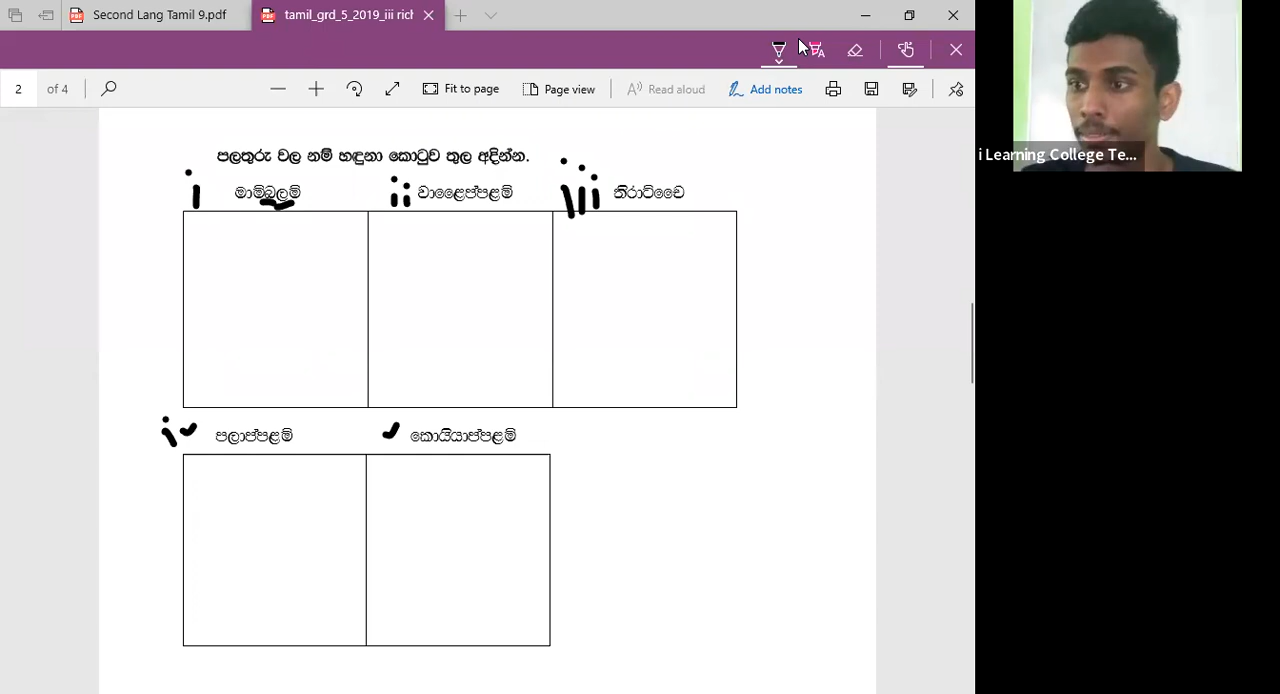 Second Lang Tamil 9.pdf
tamil_grd_5_2019_iii rich
2 of 4
Fit to page
Page view
Read aloud
Add notes
i Learning College Te...
පලතුරු වල නම් හඳුනා කොටුව තුල අදින්න.
i මාම්බලම් ii වාළෛප්පළම් iii තිරාට්චෛ
iv පලාප්පළම් v කොයියාප්පළම්